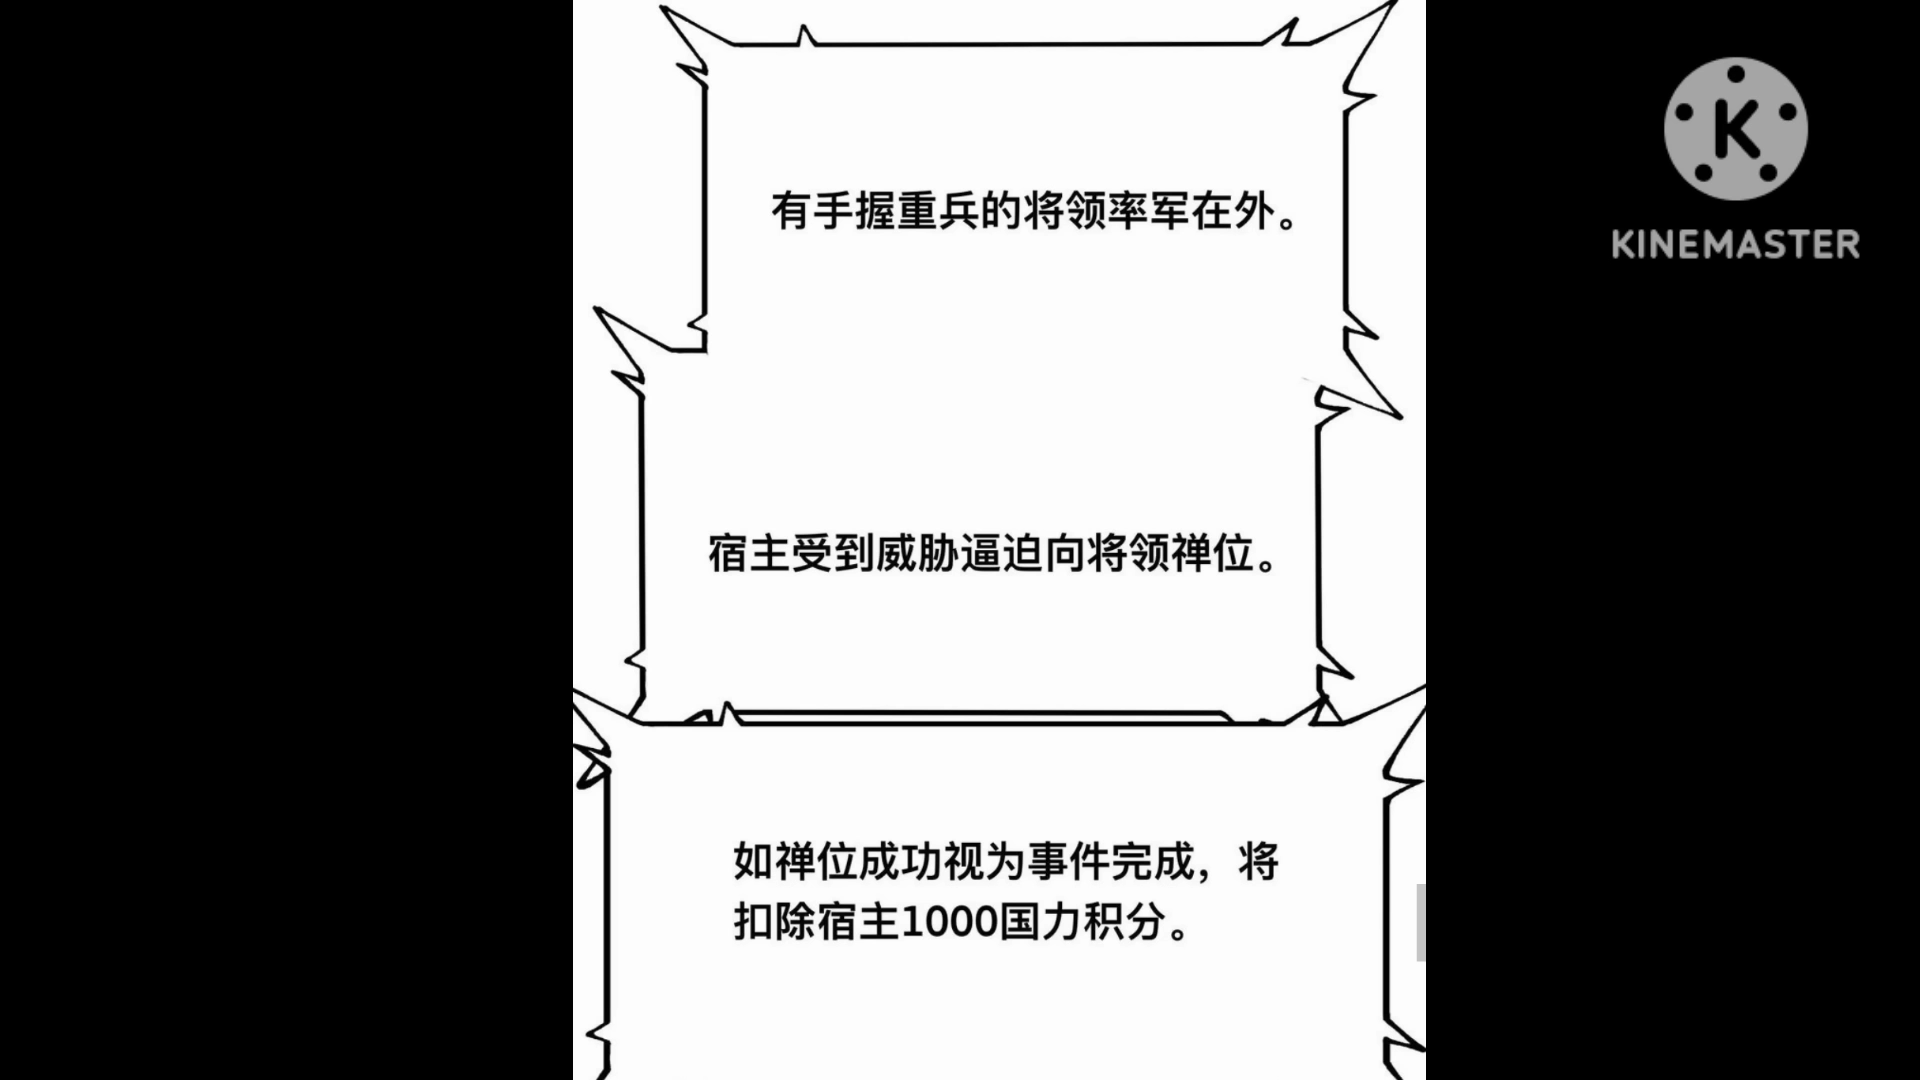 有手握重兵的将领率军在外。
宿主受到威胁逼迫向将领禅位。
如禅位成功视为事件完成，将
扣除宿主1000国力积分。
K
KINEMASTER